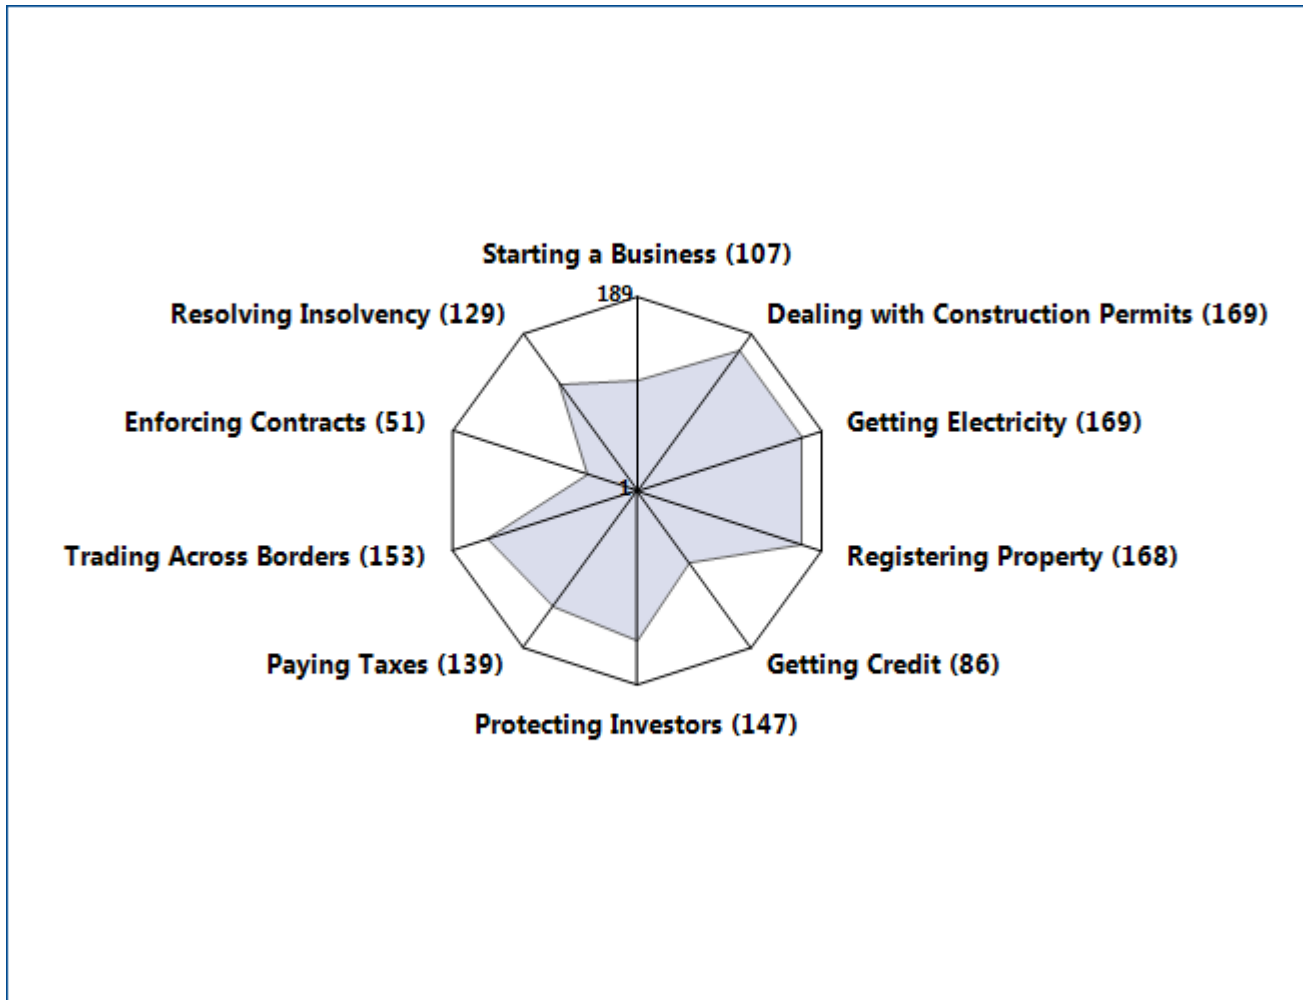 Starting a Business (107)
189
Resolving Insolvency (129)
Dealing with Construction Permits (169)
Enforcing Contracts (51)
Getting Electricity (169)
1
Trading Across Borders (153)
Registering Property (168)
Paying Taxes (139)
Getting Credit (86)
Protecting Investors (147)